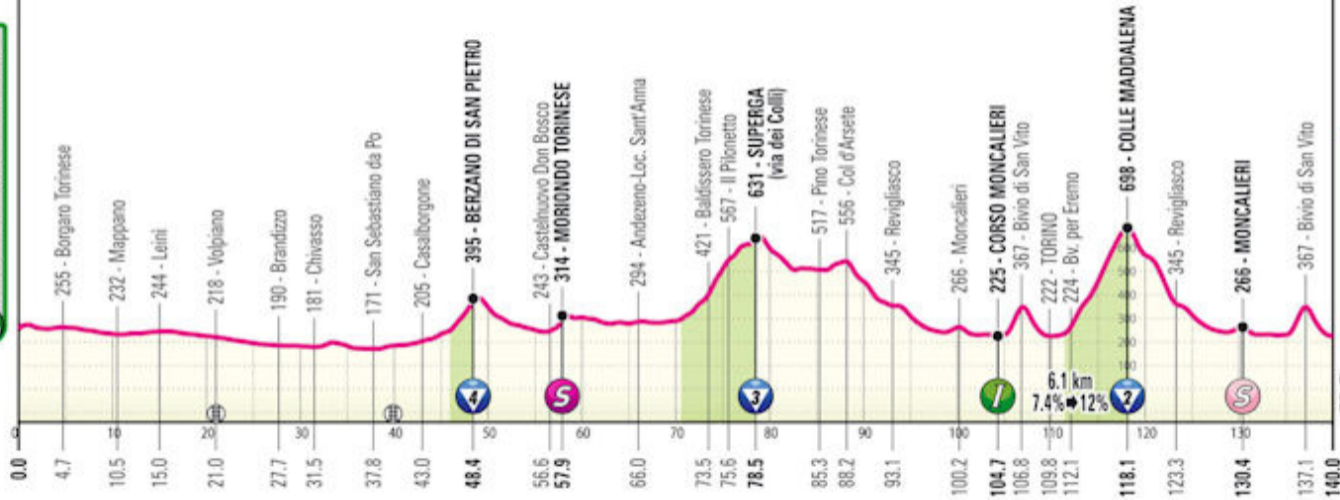 255 - Borgaro Torinese
232 - Mappano
244 - Leinì
218 - Volpiano
190 - Brandizzo
181 - Chivasso
171 - San Sebastiano da Po
205 - Casalborgone
395 - BERZANO DI SAN PIETRO
243 - Castelnuovo Don Bosco
314 - MORIONDO TORINESE
294 - Andezeno-Loc. Sant'Anna
421 - Baldissero Torinese
567 - Il Pilonetto
631 - SUPERGA
(via dei Colli)
517 - Pino Torinese
556 - Col d'Arsete
345 - Revigliasco
266 - Moncalieri
225 - CORSO MONCALIERI
367 - Bivio di San Vito
222 - TORINO
224 - Bv. per Eremo
698 - COLLE MADDALENA
345 - Revigliasco
266 - MONCALIERI
367 - Bivio di San Vito
500
400
300
200
100
4
S
3
I
6.1 km
7.4% 12%
2
S
0 10 20 30 40 50 60 70 80 90 100 110 120 130
0.0 4.7 10.5 15.0 21.0 27.7 31.5 37.8 43.0 48.4 56.6 57.9 66.0 73.5 75.6 78.5 85.3 88.2 93.1 100.2 104.7 106.8 109.8 112.1 118.1 123.3 130.4 137.1 140.0